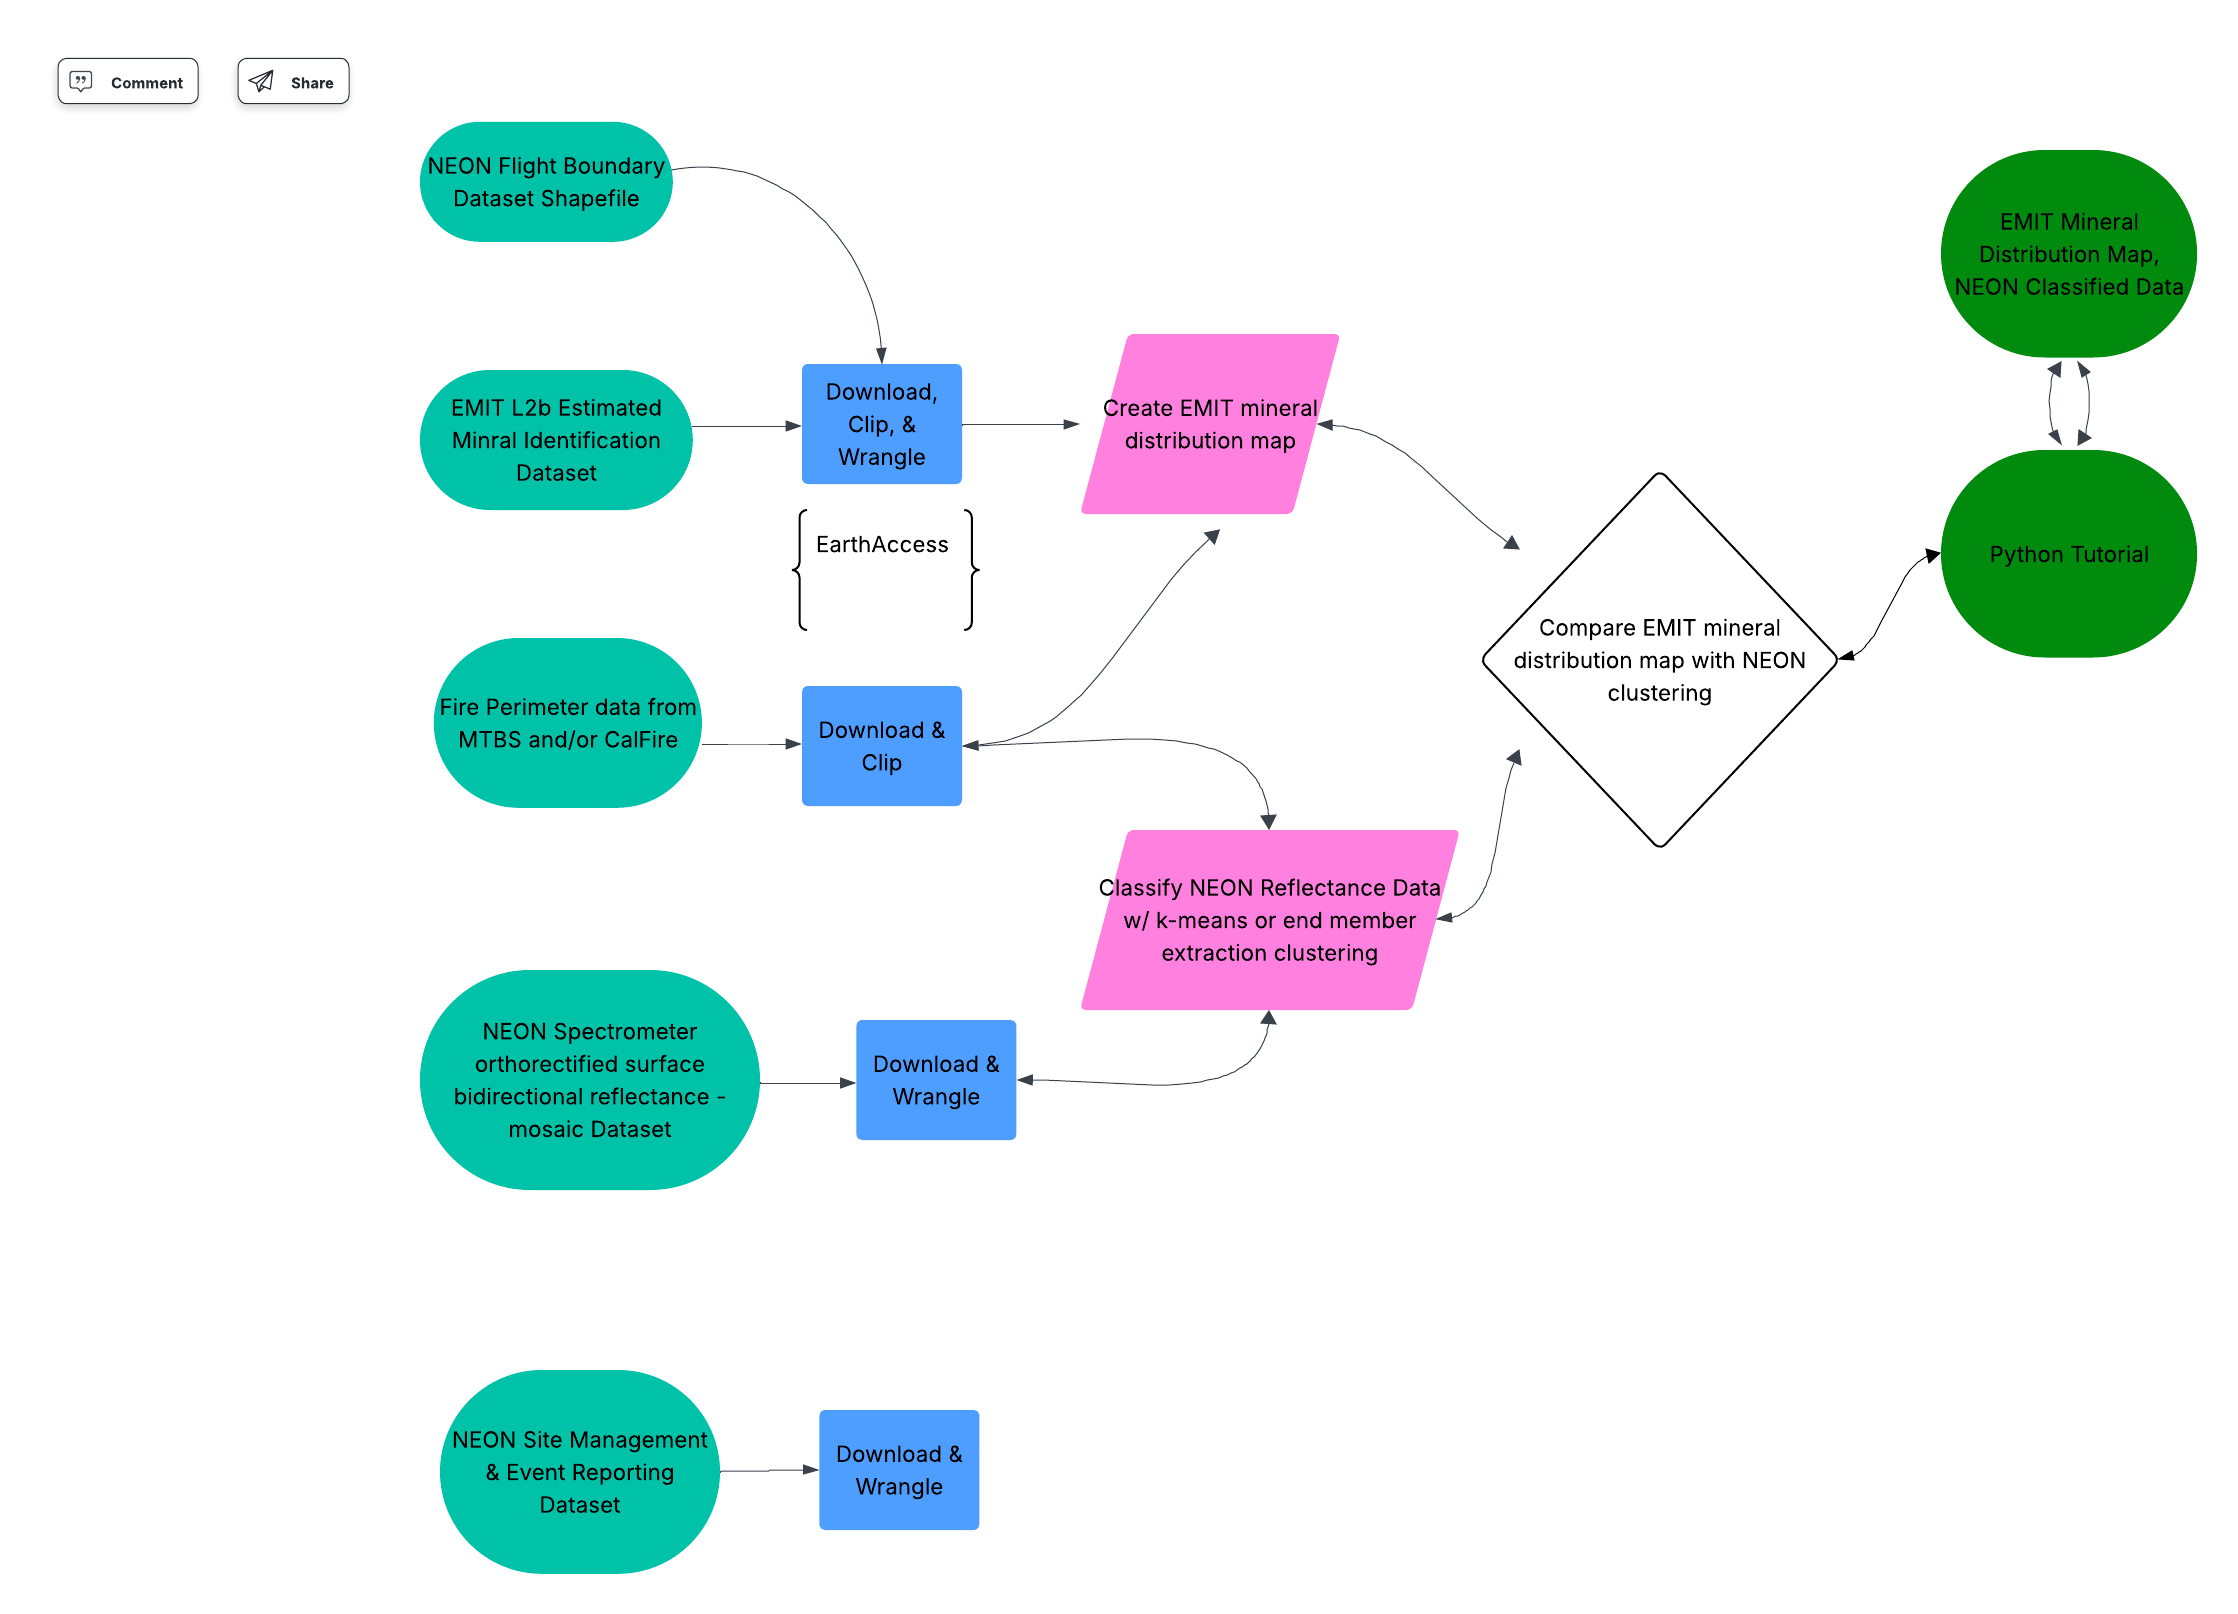 Comment
Share
NEON Flight Boundary
Dataset Shapefile
EMIT L2b Estimated
Minral Identification
Dataset
Download,
Clip, &
Wrangle
EarthAccess
Create EMIT mineral
distribution map
Fire Perimeter data from
MTBS and/or CalFire
Download &
Clip
Classify NEON Reflectance Data
w/ k-means or end member
extraction clustering
NEON Spectrometer
orthorectified surface
bidirectional reflectance -
mosaic Dataset
Download &
Wrangle
NEON Site Management
& Event Reporting
Dataset
Download &
Wrangle
Compare EMIT mineral
distribution map with NEON
clustering
EMIT Mineral
Distribution Map,
NEON Classified Data
Python Tutorial